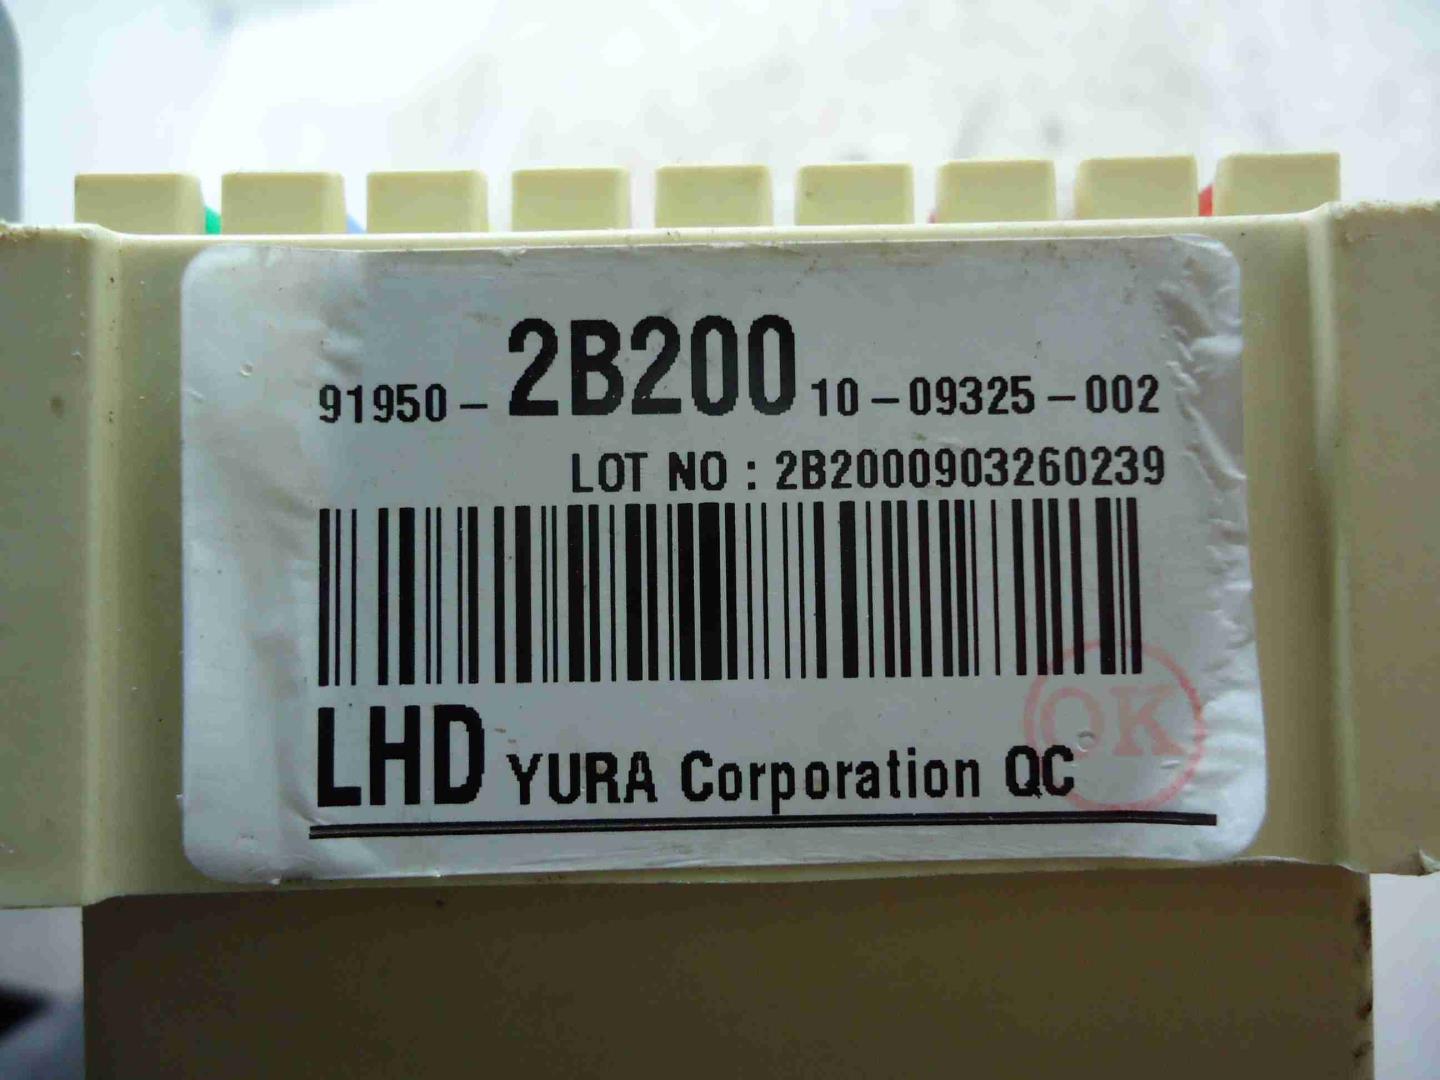 91950-2B200 10-09325-002
LOT NO : 2B2000903260239
LHD YURA Corporation QC
OK